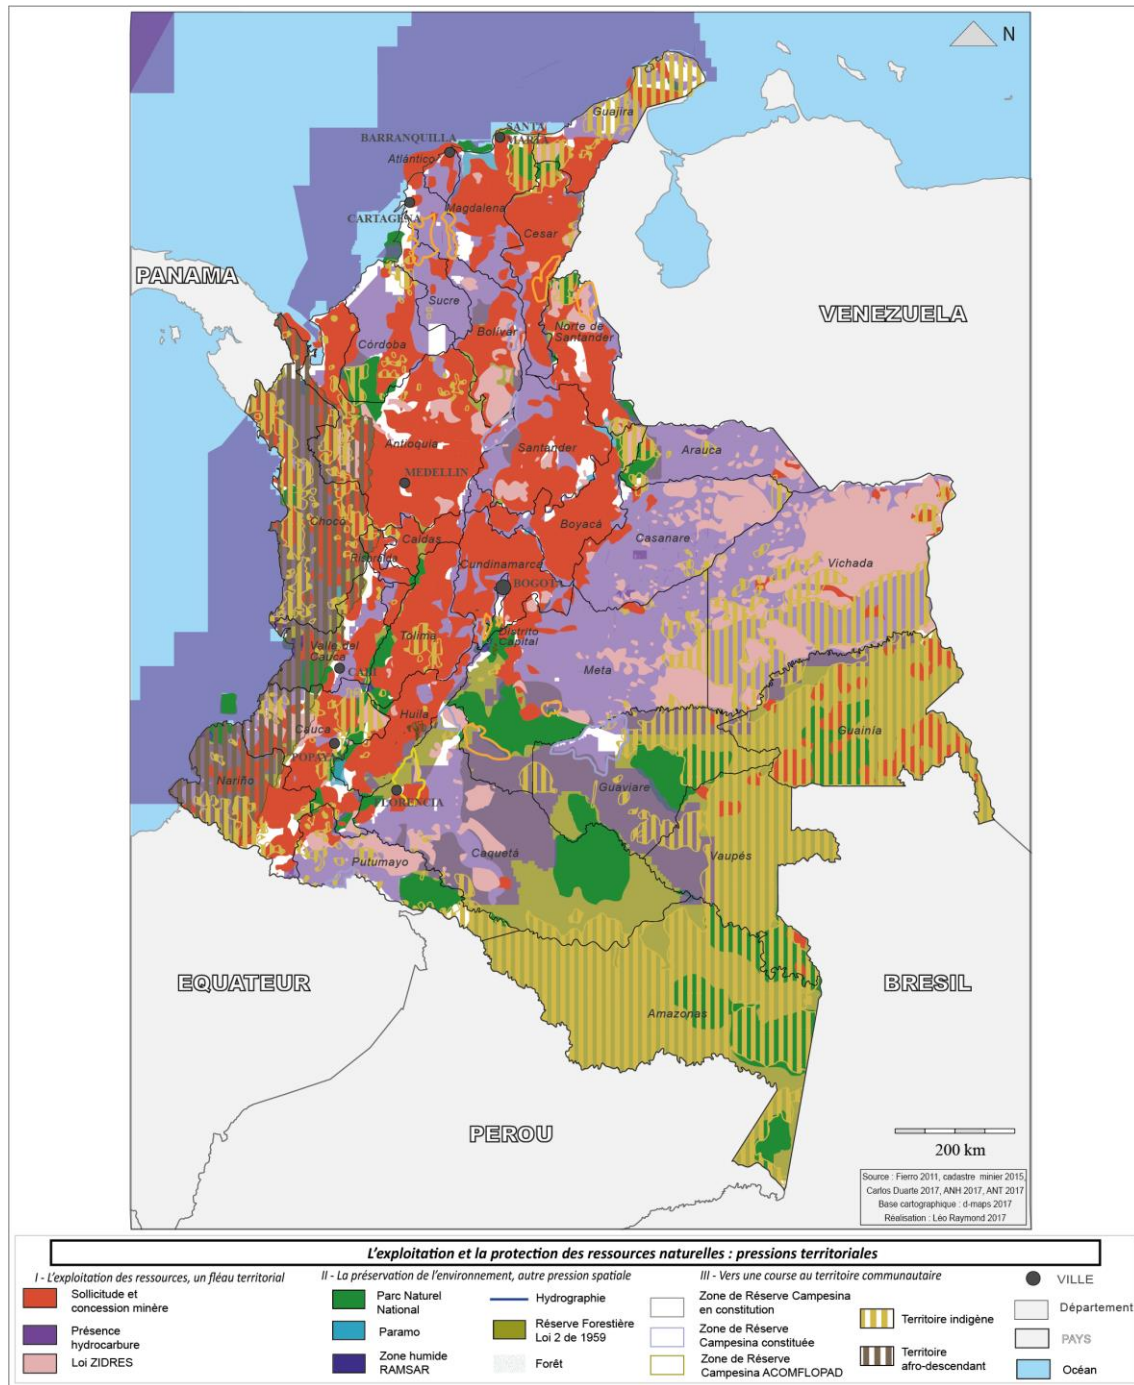 N
SANTA
MARTA
Guajira
BARRANQUILLA
Atlántico
CARTAGENA
Magdalena
Cesar
PANAMA
VENEZUELA
Sucre
Bolívar
Norte de
Santander
Córdoba
Antioquia
Santander
Arauca
MEDELLIN
Chocó
Boyacá
Casanare
Caldas
Risaralda
Cundinamarca
Vichada
BOGOTA
Tolima
Distrito
Capital
Valle del
Cauca
CALI
Meta
Huila
Cauca
Guainía
POPAYAN
Nariño
Guaviare
FLORENCIA
Putumayo
Caquetá
Vaupés
EQUATEUR
BRESIL
Amazonas
PEROU
200 km
Source : Fierro 2011, cadastre minier 2015,
Carlos Duarte 2017, ANH 2017, ANT 2017
Base cartographique : d-maps 2017
Réalisation : Léo Raymond 2017
L'exploitation et la protection des ressources naturelles : pressions territoriales
I - L'exploitation des ressources, un fléau territorial
Sollicitude et
concession minère
Présence
hydrocarbure
Loi ZIDRES
II - La préservation de l'environnement, autre pression spatiale
Parc Naturel
National
Paramo
Zone humide
RAMSAR
Hydrographie
Réserve Forestière
Loi 2 de 1959
Forêt
III - Vers une course au territoire communautaire
Zone de Réserve Campesina
en constitution
Zone de Réserve
Campesina constituée
Zone de Réserve
Campesina ACOMFLOPAD
Territoire indigène
Territoire
afro-descendant
VILLE
Département
PAYS
Océan